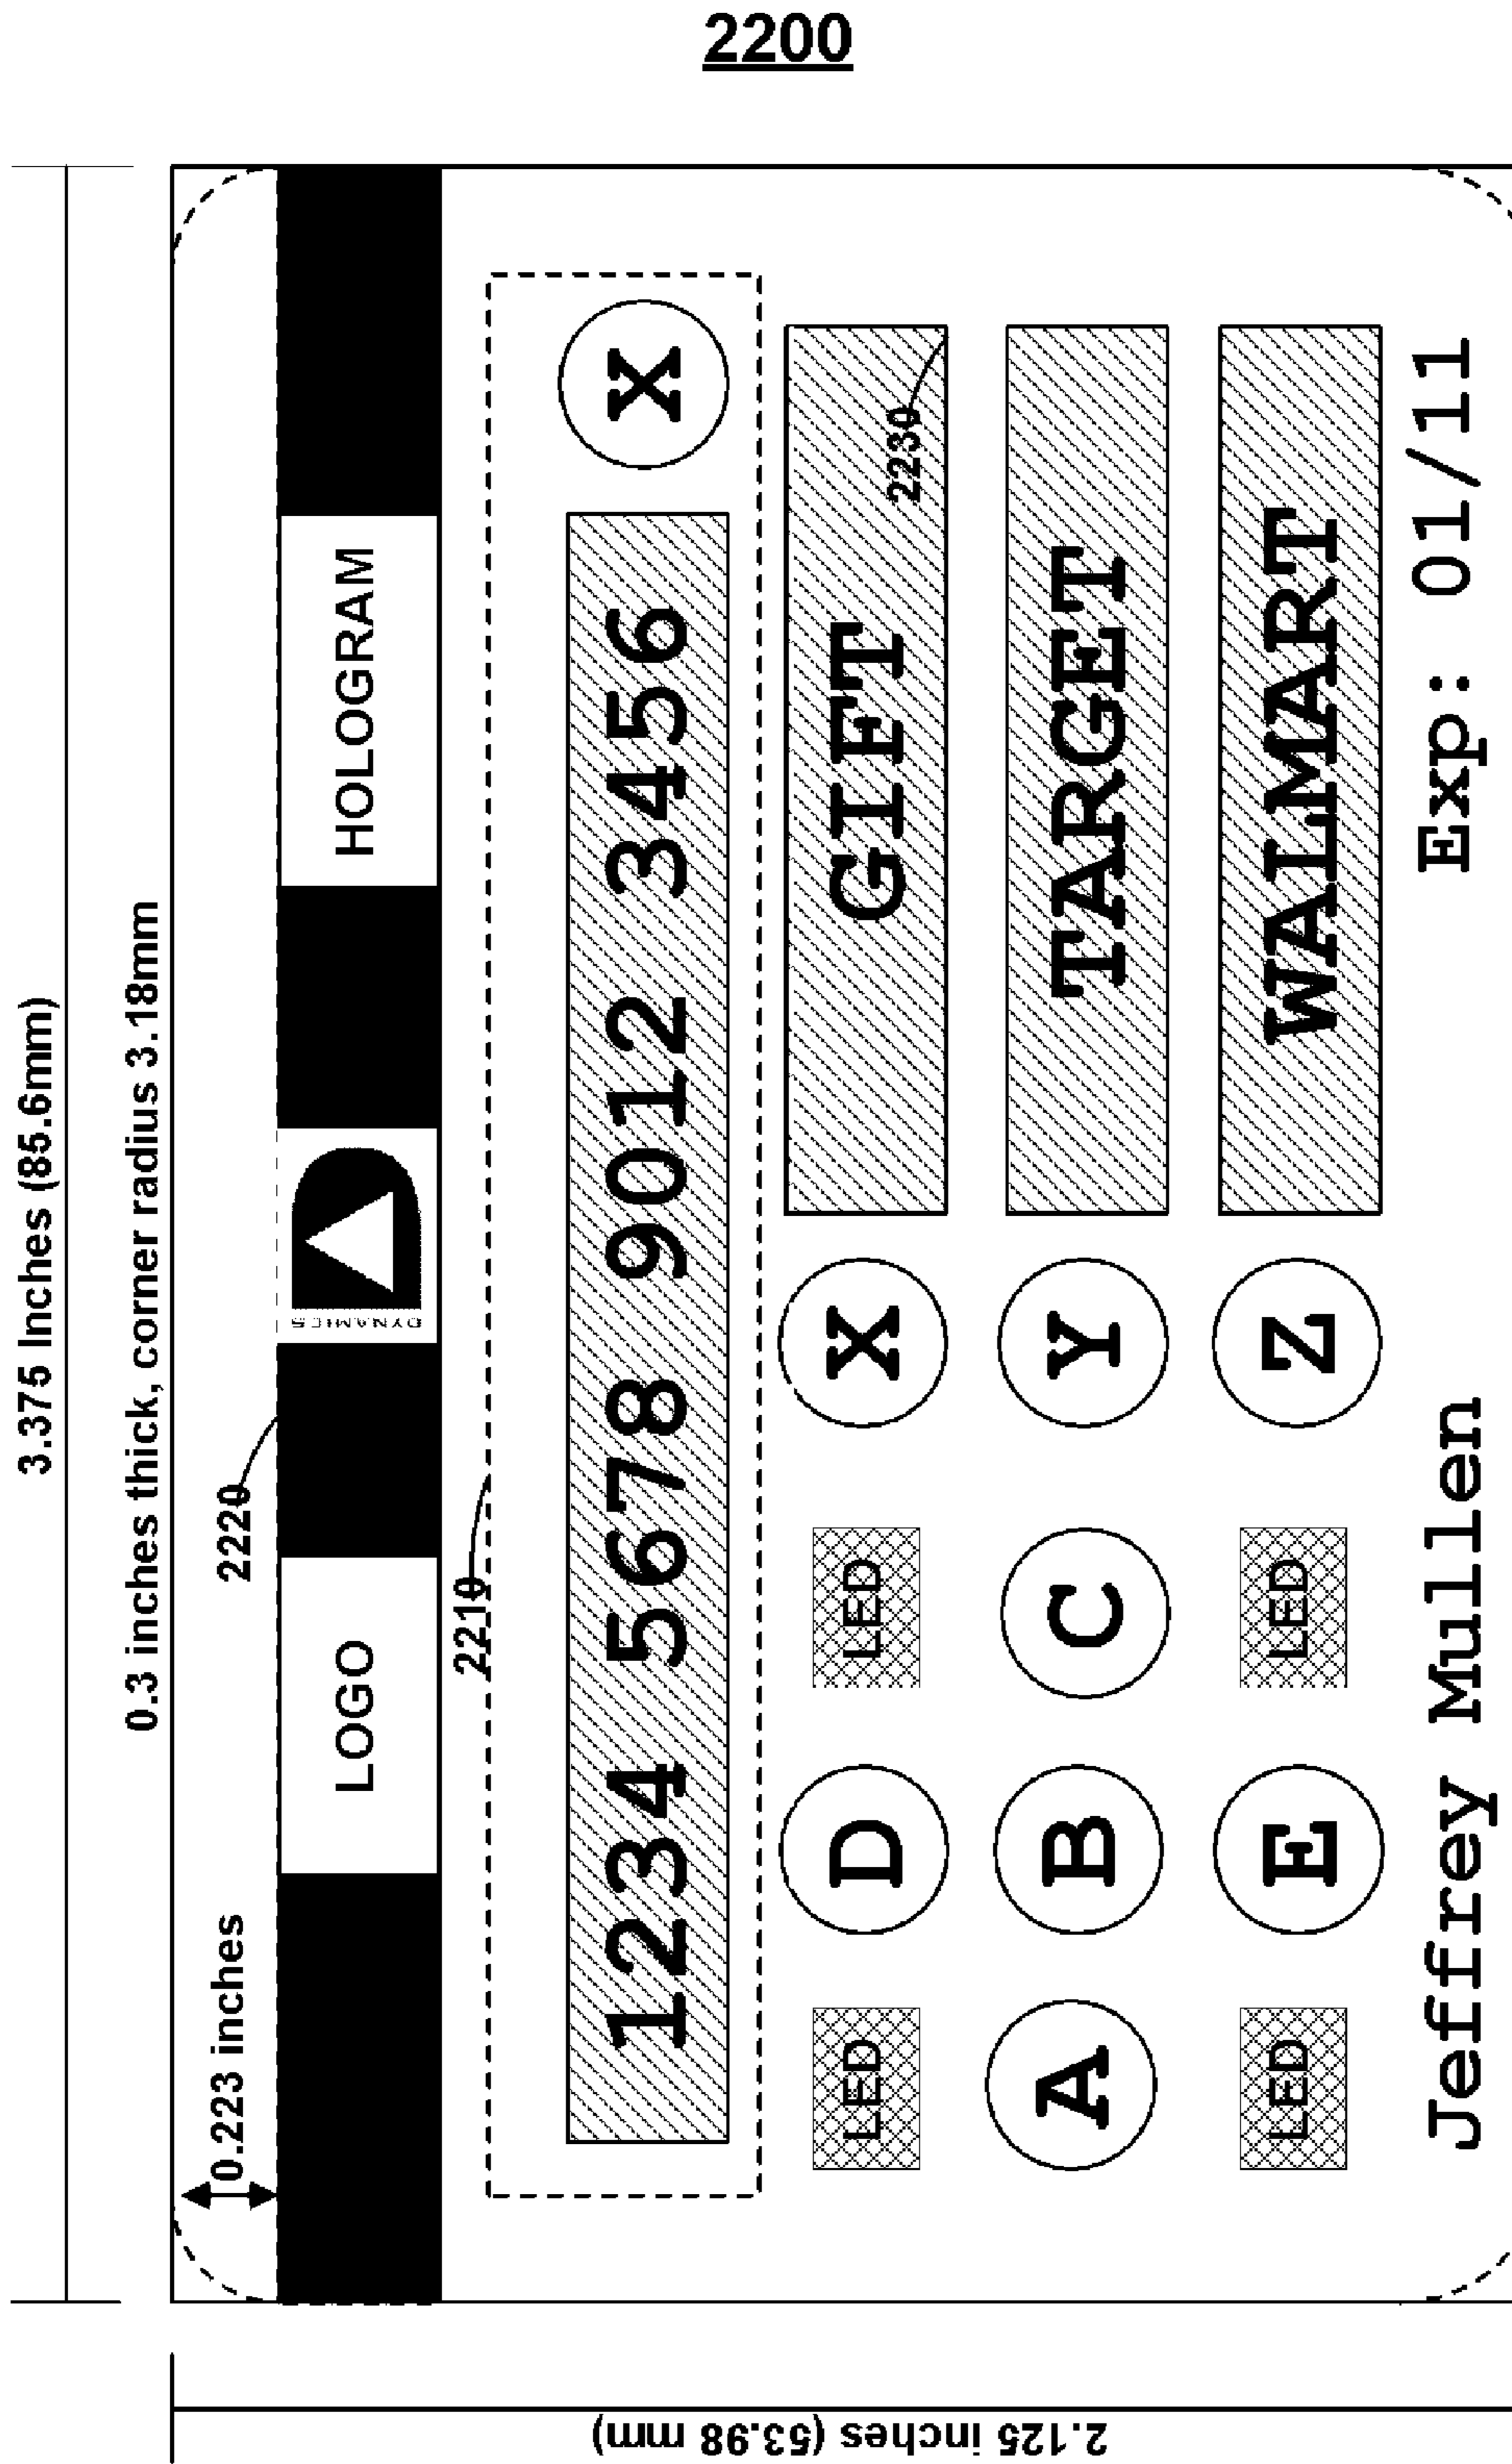 2200
3.375 Inches (85.6mm)
0.3 inches thick, corner radius 3.18mm
0.223 inches
2220
LOGO
DYNAMICS
HOLOGRAM
2210
1234 5678 9012 3456 X
LED D LED X GIFT
2230
A B C Y TARGET
LED E LED Z WALMART
Jeffrey Mullen Exp: 01/11
2.125 inches (53.98 mm)